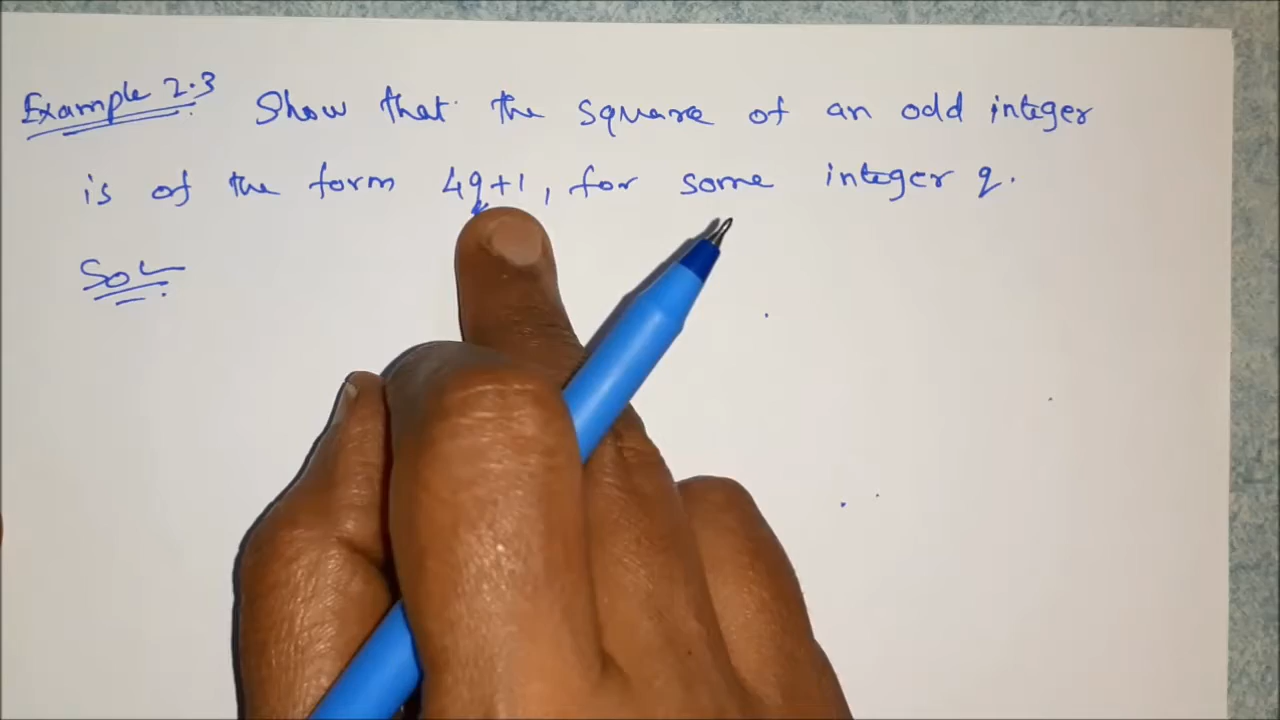 Example 2.3 Show that the square of an odd integer
is of the form 4q+1, for some integer q.
Sol